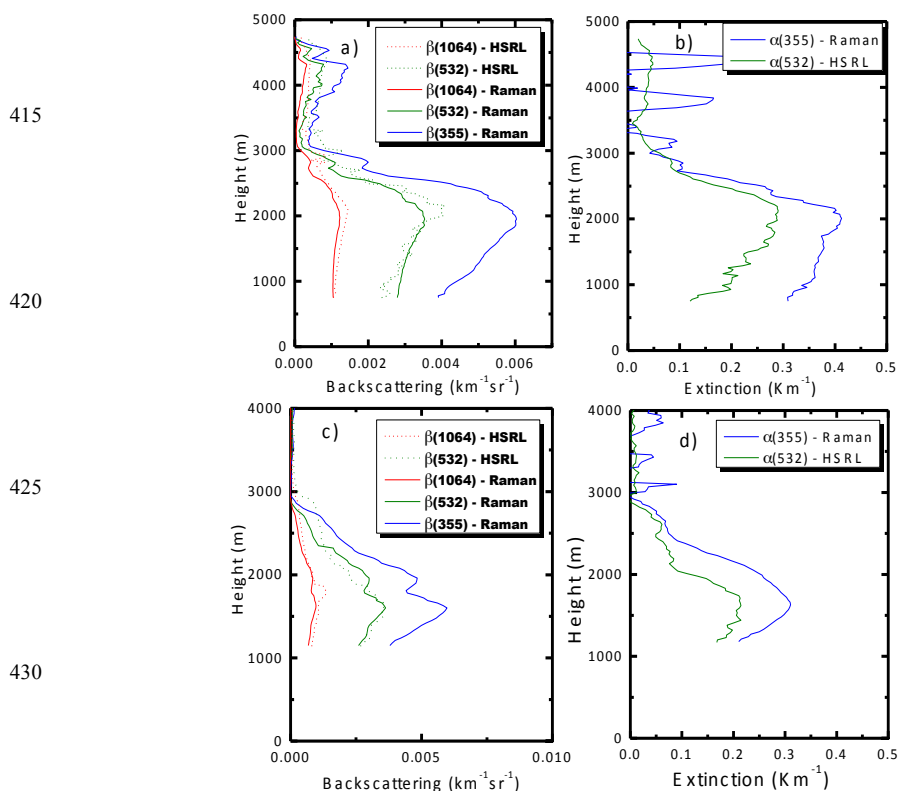 415
420
425
430
a)
β(1064) - HSRL
β(532) - HSRL
β(1064) - Raman
β(532) - Raman
β(355) - Raman
5000
4000
3000
2000
1000
0
Height (m)
0.000 0.002 0.004 0.006
Backscattering (km⁻¹sr⁻¹)
b)
α(355) - Raman
α(532) - HSRL
5000
4000
3000
2000
1000
0
Height (m)
0.0 0.1 0.2 0.3 0.4 0.5
Extinction (Km⁻¹)
c)
β(1064) - HSRL
β(532) - HSRL
β(1064) - Raman
β(532) - Raman
β(355) - Raman
4000
3000
2000
1000
0
Height (m)
0.000 0.005 0.010
Backscattering (km⁻¹sr⁻¹)
d)
α(355) - Raman
α(532) - HSRL
4000
3000
2000
1000
0
Height (m)
0.0 0.1 0.2 0.3 0.4 0.5
Extinction (Km⁻¹)